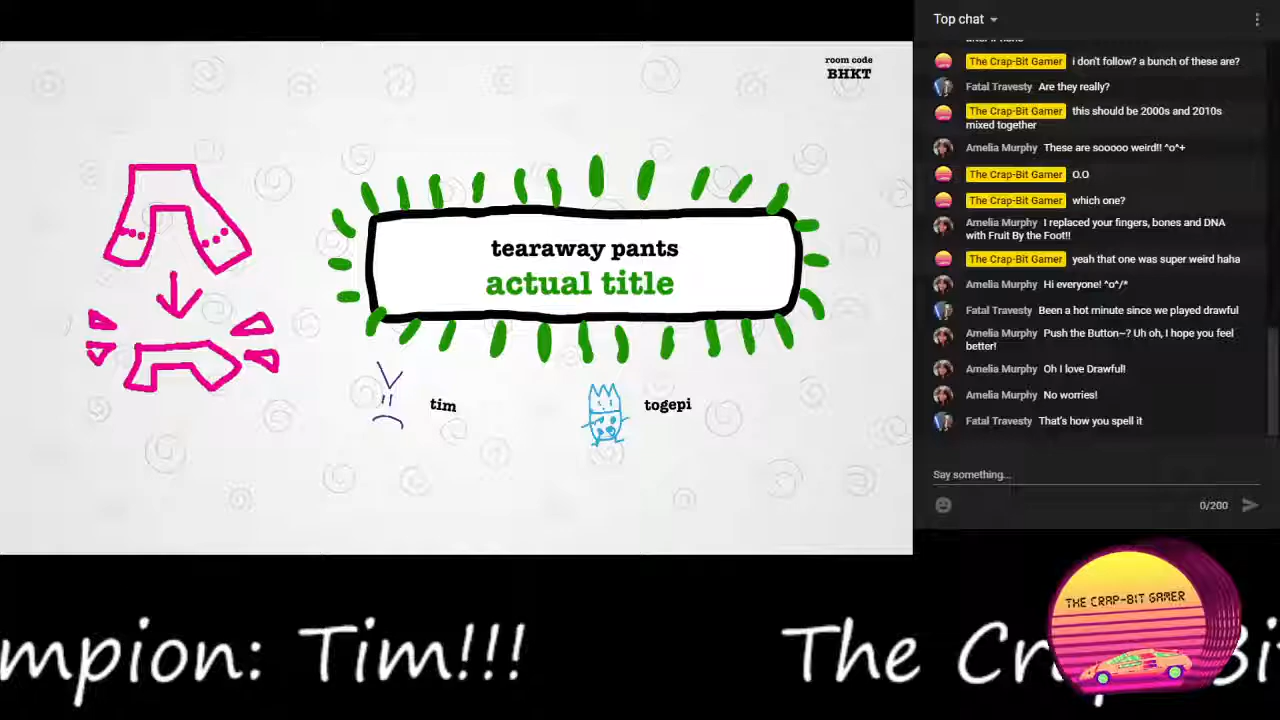 room code
BHKT
tearaway pants
actual title
tim
togepi
Top chat
The Crap-Bit Gamer i don't follow? a bunch of these are?
Fatal Travesty Are they really?
The Crap-Bit Gamer this should be 2000s and 2010s
mixed together
Amelia Murphy These are sooooo weird!! ^o^+
The Crap-Bit Gamer O.O
The Crap-Bit Gamer which one?
Amelia Murphy I replaced your fingers, bones and DNA
with Fruit By the Foot!!
The Crap-Bit Gamer yeah that one was super weird haha
Amelia Murphy Hi everyone! ^o^/*
Fatal Travesty Been a hot minute since we played drawful
Amelia Murphy Push the Button~? Uh oh, I hope you feel
better!
Amelia Murphy Oh I love Drawful!
Amelia Murphy No worries!
Fatal Travesty That's how you spell it
Say something...
0/200
THE CRAP-BIT GAMER
mpion: Tim!!! The Cr